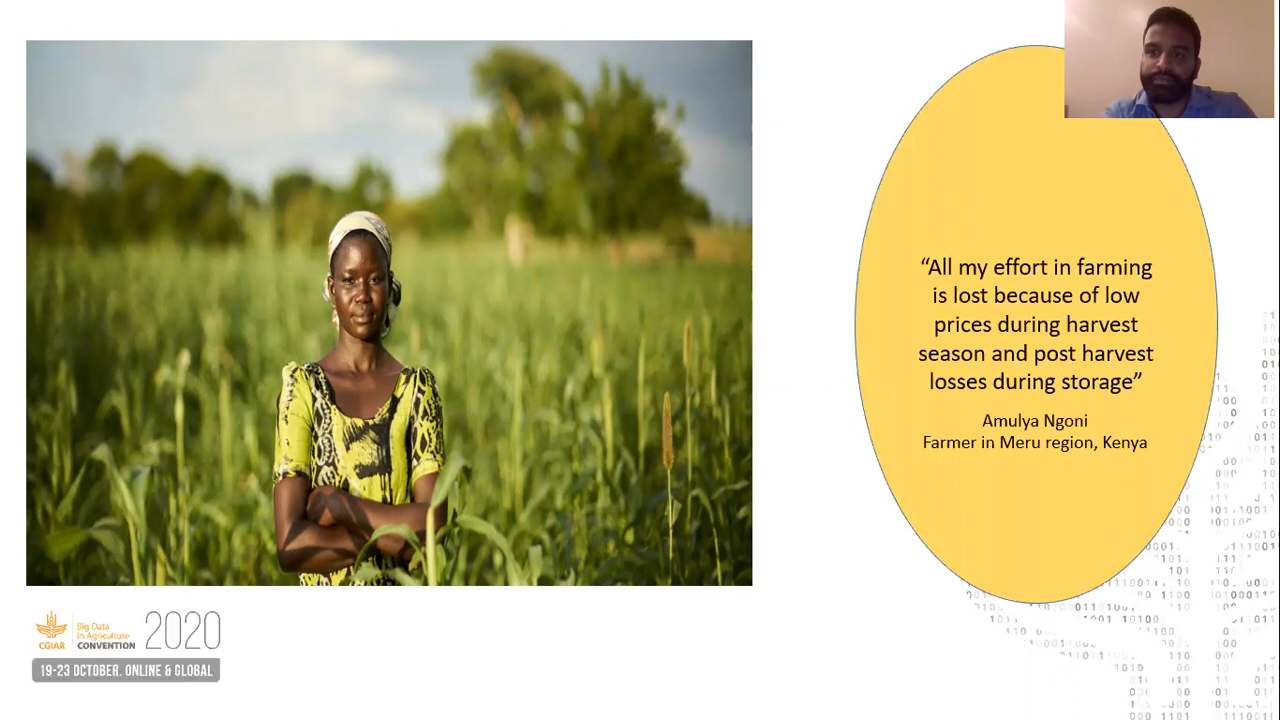 “All my effort in farming
is lost because of low
prices during harvest
season and post harvest
losses during storage”
Amulya Ngoni
Farmer in Meru region, Kenya
CGIAR
Big Data
In Agriculture
CONVENTION
2020
19-23 OCTOBER. ONLINE & GLOBAL